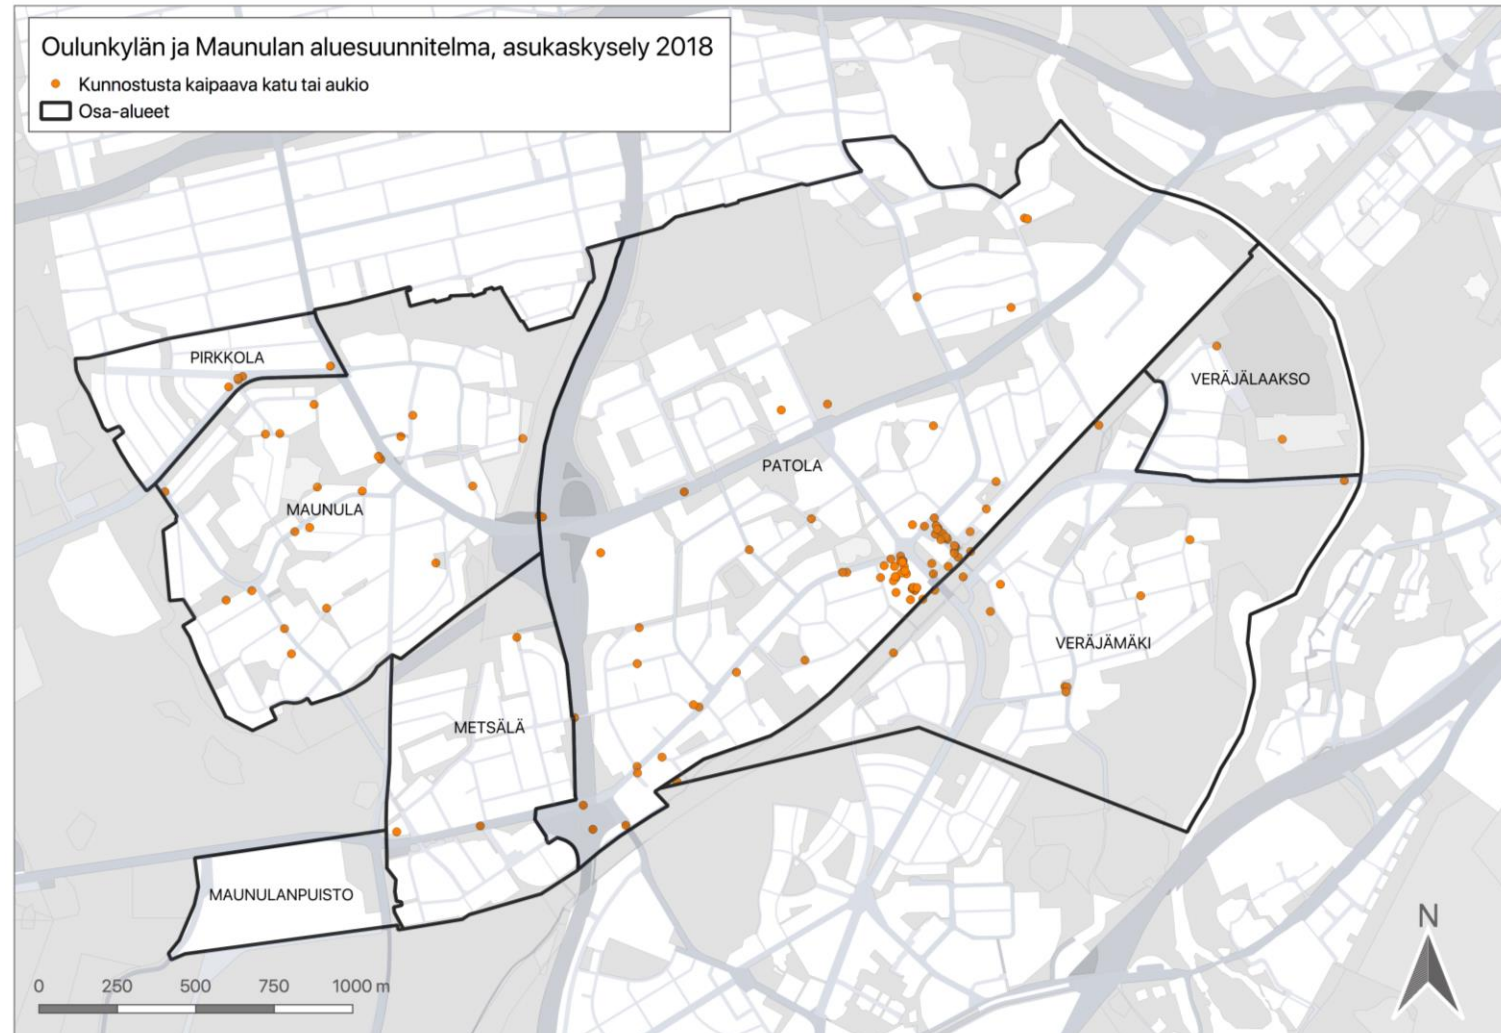 Oulunkylän ja Maunulan aluesuunnitelma, asukaskysely 2018
Kunnostusta kaipaava katu tai aukio
Osa-alueet
PIRKKOLA
VERÄJÄLAAKSO
PATOLA
MAUNULA
VERÄJÄMÄKI
METSÄLÄ
MAUNULANPUISTO
N
0 250 500 750 1000 m